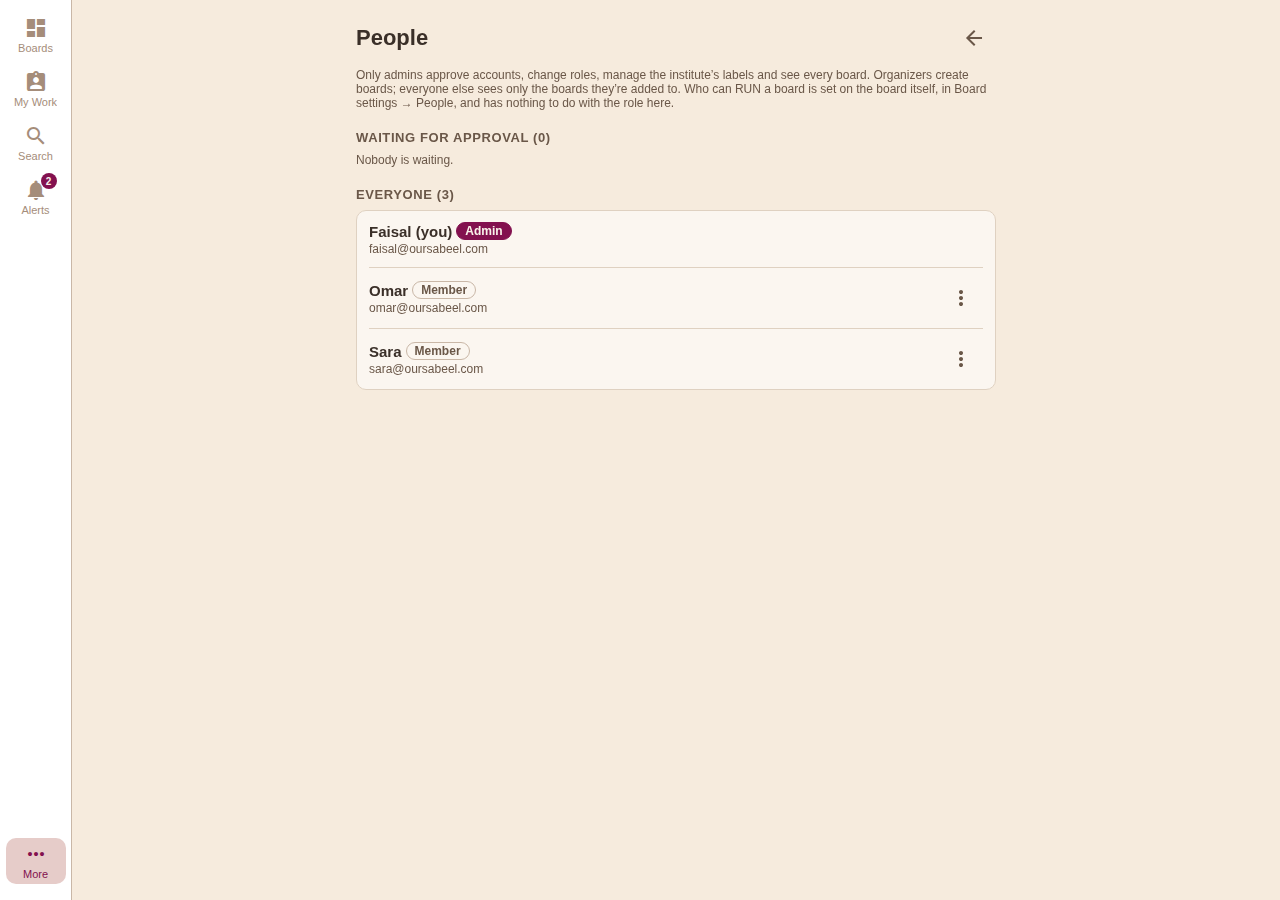 Boards
My Work
Search
2
Alerts
More
People
Only admins approve accounts, change roles, manage the institute's labels and see every board. Organizers create
boards; everyone else sees only the boards they're added to. Who can RUN a board is set on the board itself, in Board
settings → People, and has nothing to do with the role here.
WAITING FOR APPROVAL (0)
Nobody is waiting.
EVERYONE (3)
Faisal (you) Admin
faisal@oursabeel.com
Omar Member
omar@oursabeel.com
Sara Member
sara@oursabeel.com